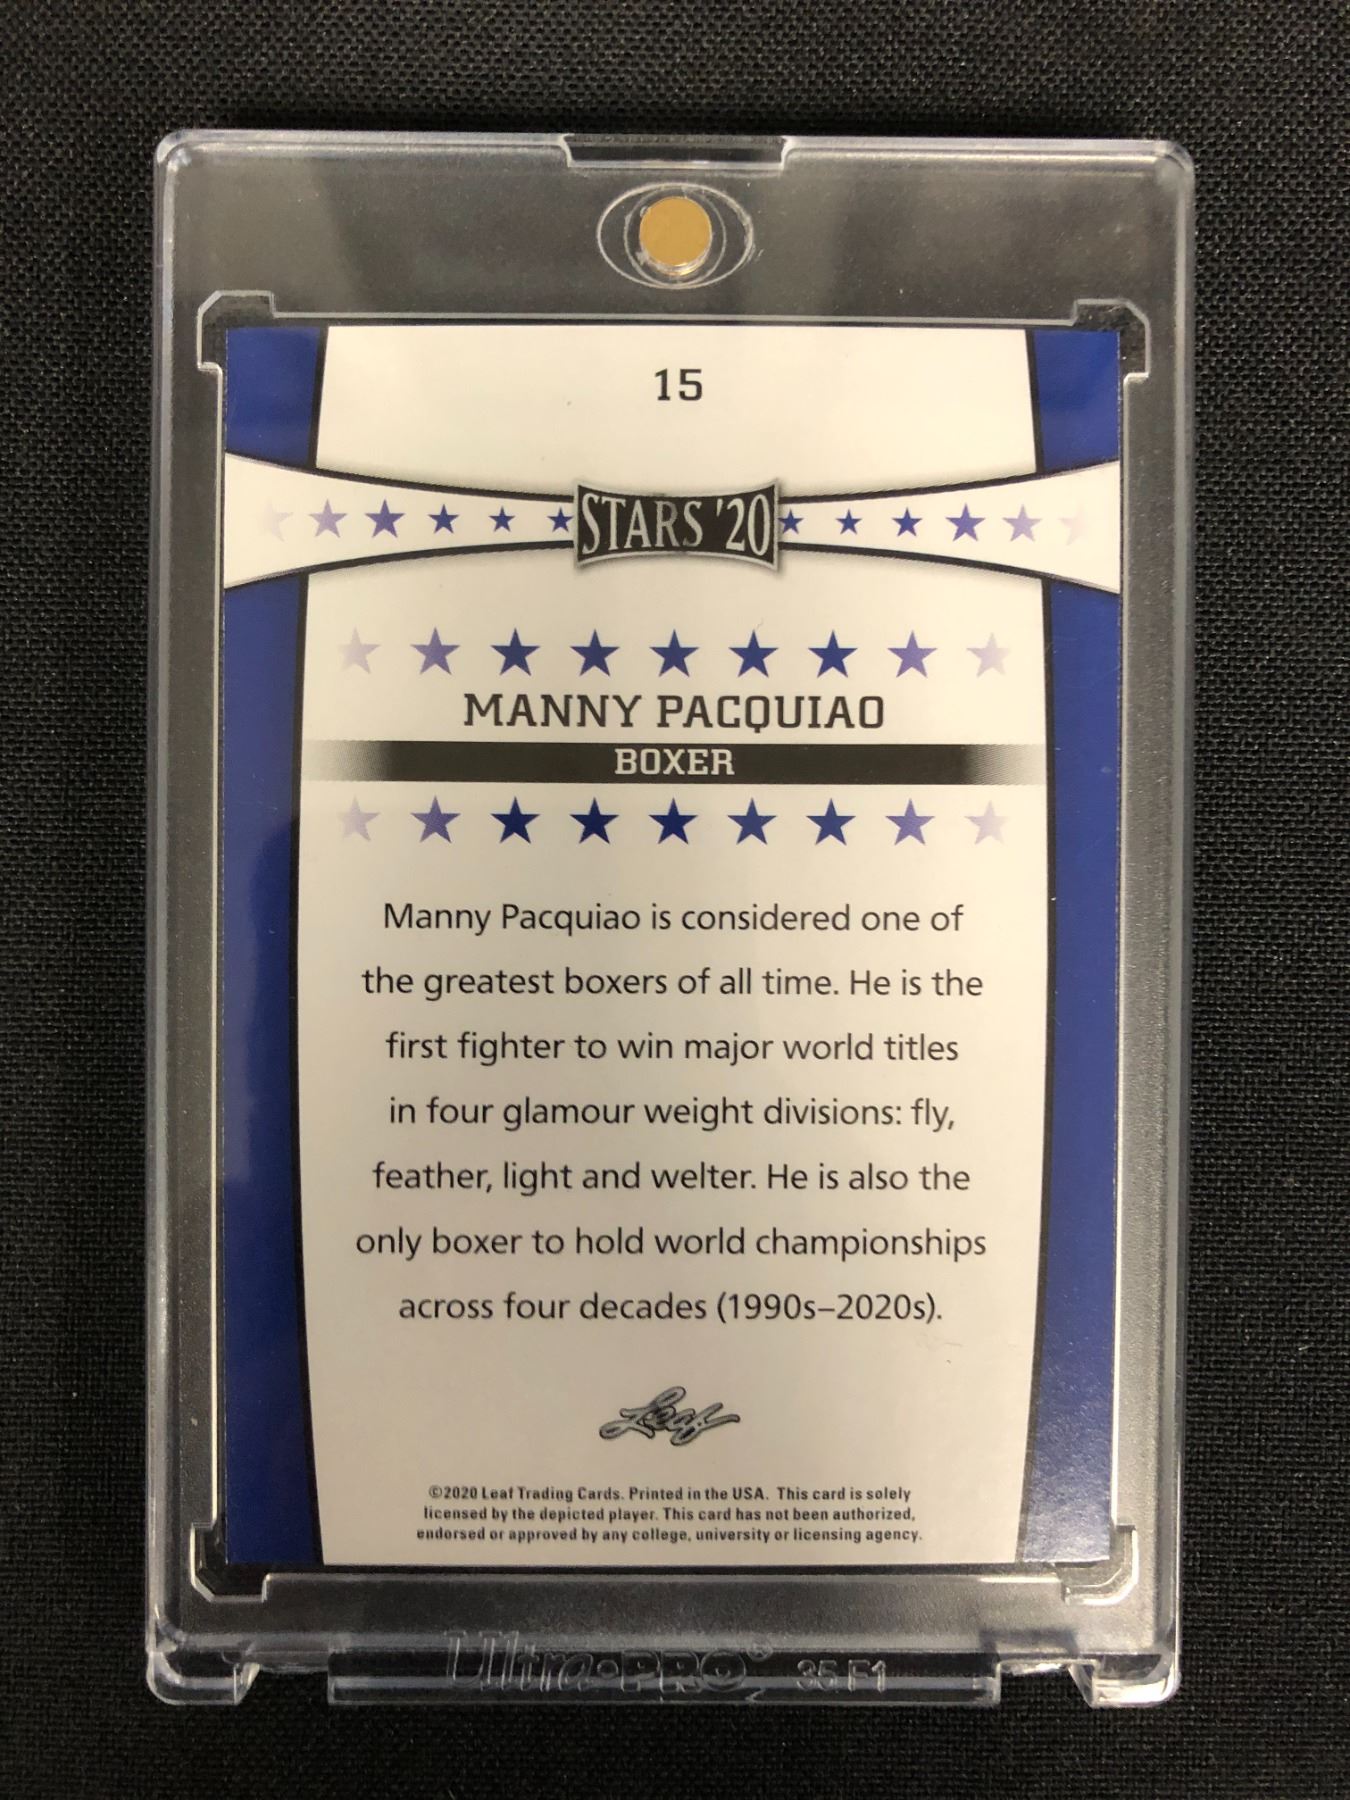 15
STARS '20
MANNY PACQUIAO
BOXER
Manny Pacquiao is considered one of
the greatest boxers of all time. He is the
first fighter to win major world titles
in four glamour weight divisions: fly,
feather, light and welter. He is also the
only boxer to hold world championships
across four decades (1990s–2020s).
Leaf
©2020 Leaf Trading Cards. Printed in the USA. This card is solely
licensed by the depicted player. This card has not been authorized,
endorsed or approved by any college, university or licensing agency.
Ultra•PRO® 35 F1